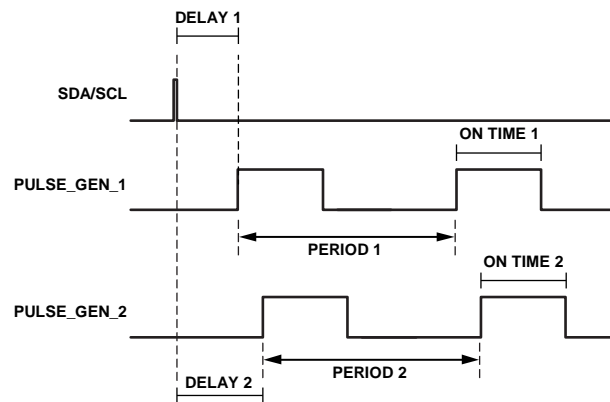 DELAY 1
SDA/SCL
ON TIME 1
PULSE_GEN_1
PERIOD 1
ON TIME 2
PULSE_GEN_2
PERIOD 2
DELAY 2